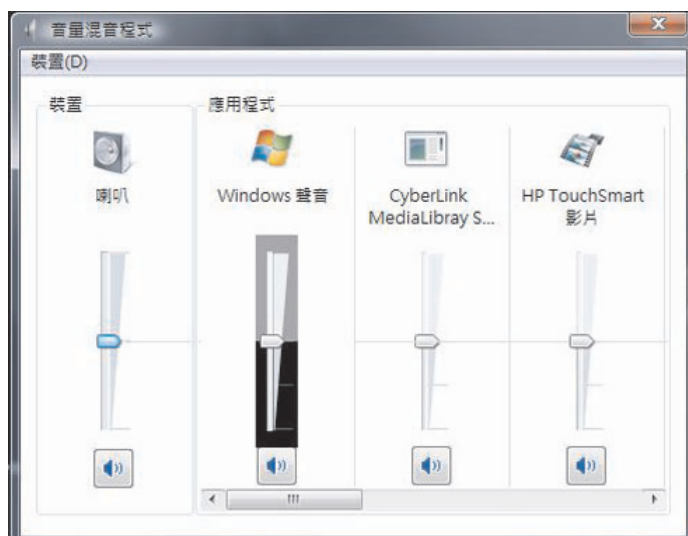 音量混音程式
裝置(D)
裝置
應用程式
喇叭
Windows 聲音
CyberLink
MediaLibray S...
HP TouchSmart
影片